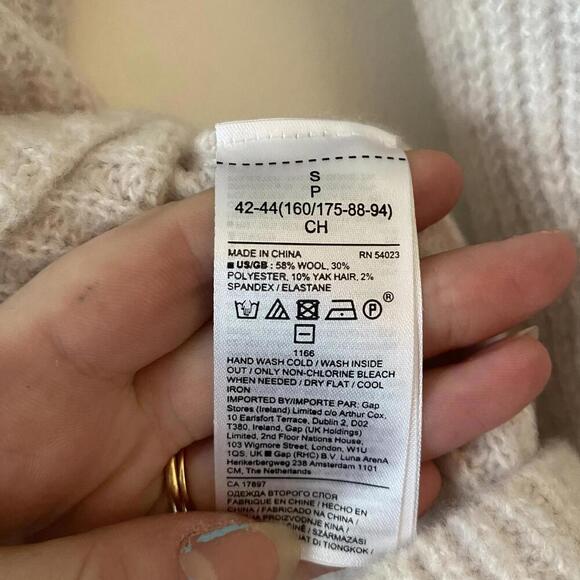 S
P
42-44(160/175-88-94)
CH
MADE IN CHINA RN 54023
■ US/GB : 58% WOOL, 30%
POLYESTER, 10% YAK HAIR, 2%
SPANDEX / ELASTANE
P ®
1166
HAND WASH COLD / WASH INSIDE
OUT / ONLY NON-CHLORINE BLEACH
WHEN NEEDED / DRY FLAT / COOL
IRON
IMPORTED BY/IMPORTE PAR: Gap
Stores (Ireland) Limited c/o Arthur Cox,
10 Earlsfort Terrace, Dublin 2, D02
T380, Ireland, Gap (UK Holdings)
Limited, 2nd Floor Nations House,
103 Wigmore Street, London, W1U
1QS, UK ■ Gap (RHC) B.V. Luna ArenA
Herikerbergweg 238 Amsterdam 1101
CM, The Netherlands
CA 17897
ОДЕЖДА ВТОРОГО СЛОЯ
FABRIQUE EN CHINE / HECHO EN
CHINA / FABRICADO NA CHINA /
PROIZVODNJE KINA /
SZÁRMAZÁSI
DI TIONGKOK /